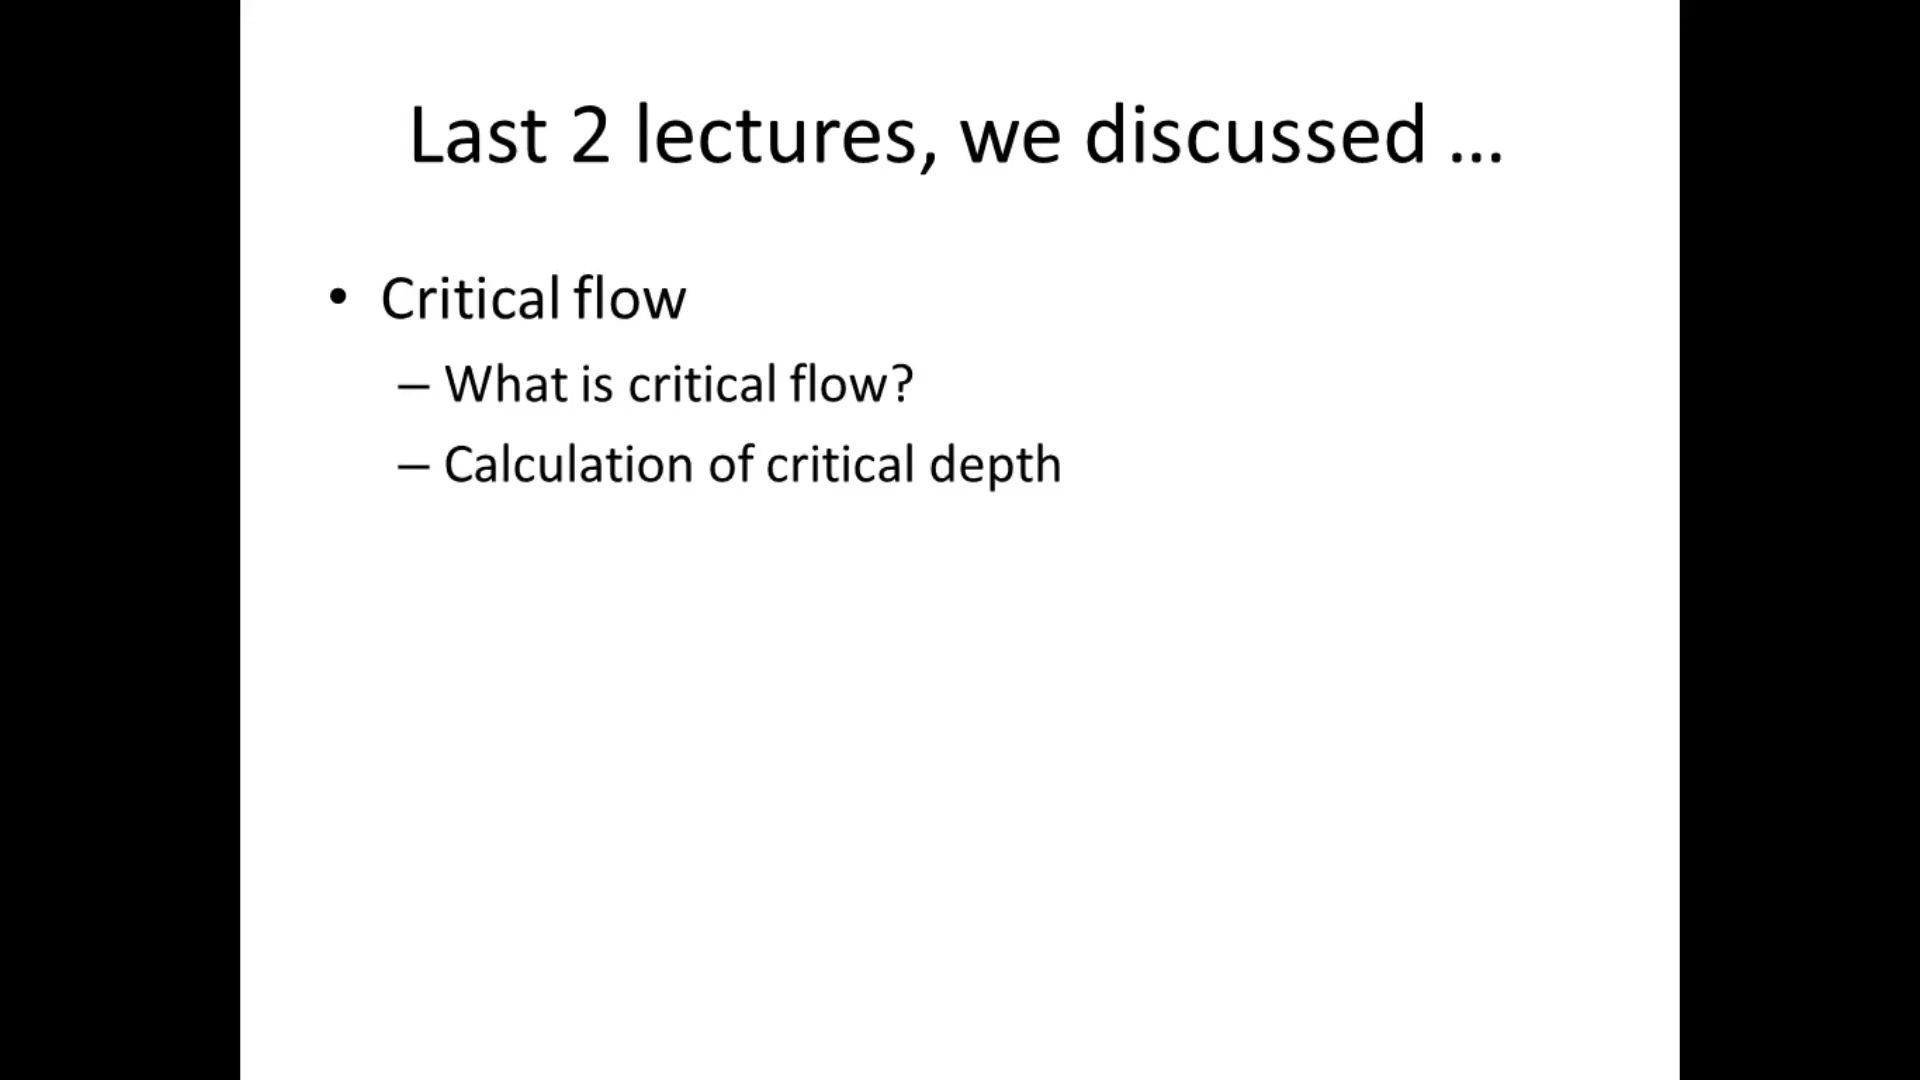 Last 2 lectures, we discussed ...
• Critical flow
– What is critical flow?
– Calculation of critical depth